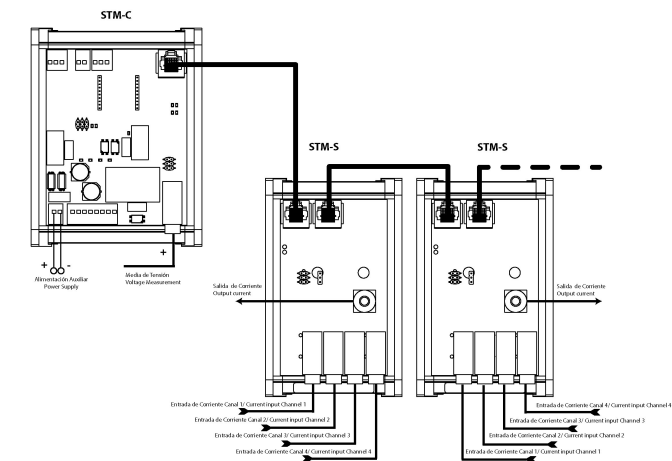 STM-C
STM-S
STM-S
+
-
Alimentación Auxiliar
Power Supply
+
Media de Tensión
Voltage Measurement
Salida de Corriente
Output current
Salida de Corriente
Output current
Entrada de Corriente Canal 1/ Current input Channel 1
Entrada de Corriente Canal 2/ Current input Channel 2
Entrada de Corriente Canal 3/ Current input Channel 3
Entrada de Corriente Canal 4/ Current input Channel 4
Entrada de Corriente Canal 4/ Current input Channel 4
Entrada de Corriente Canal 3/ Current input Channel 3
Entrada de Corriente Canal 2/ Current input Channel 2
Entrada de Corriente Canal 1/ Current input Channel 1